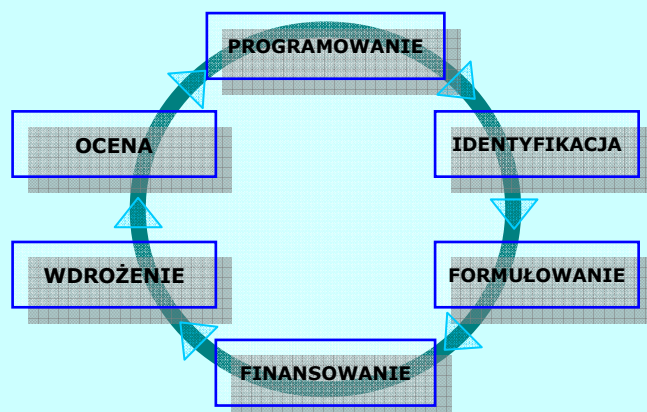 PROGRAMOWANIE
OCENA
IDENTYFIKACJA
WDROŻENIE
FORMUŁOWANIE
FINANSOWANIE